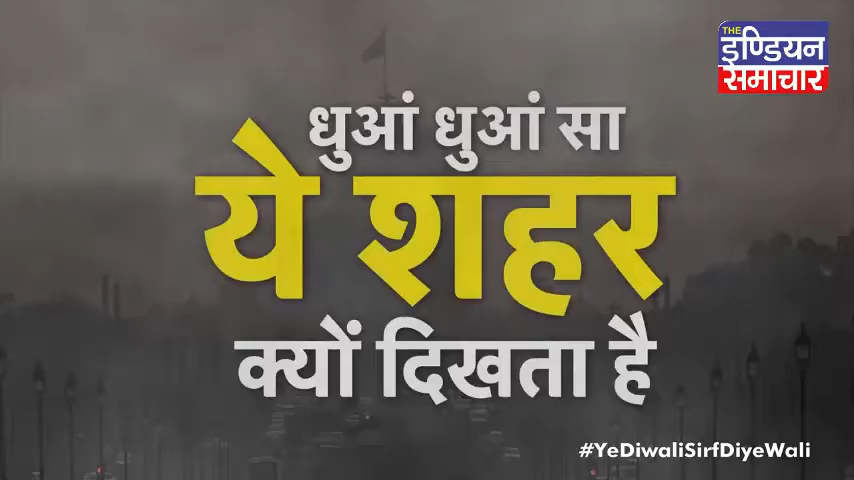 THE
इण्डियन
समाचार
धुआं धुआं सा
ये शहर
क्यों दिखता है
#YeDiwaliSirfDiyeWali